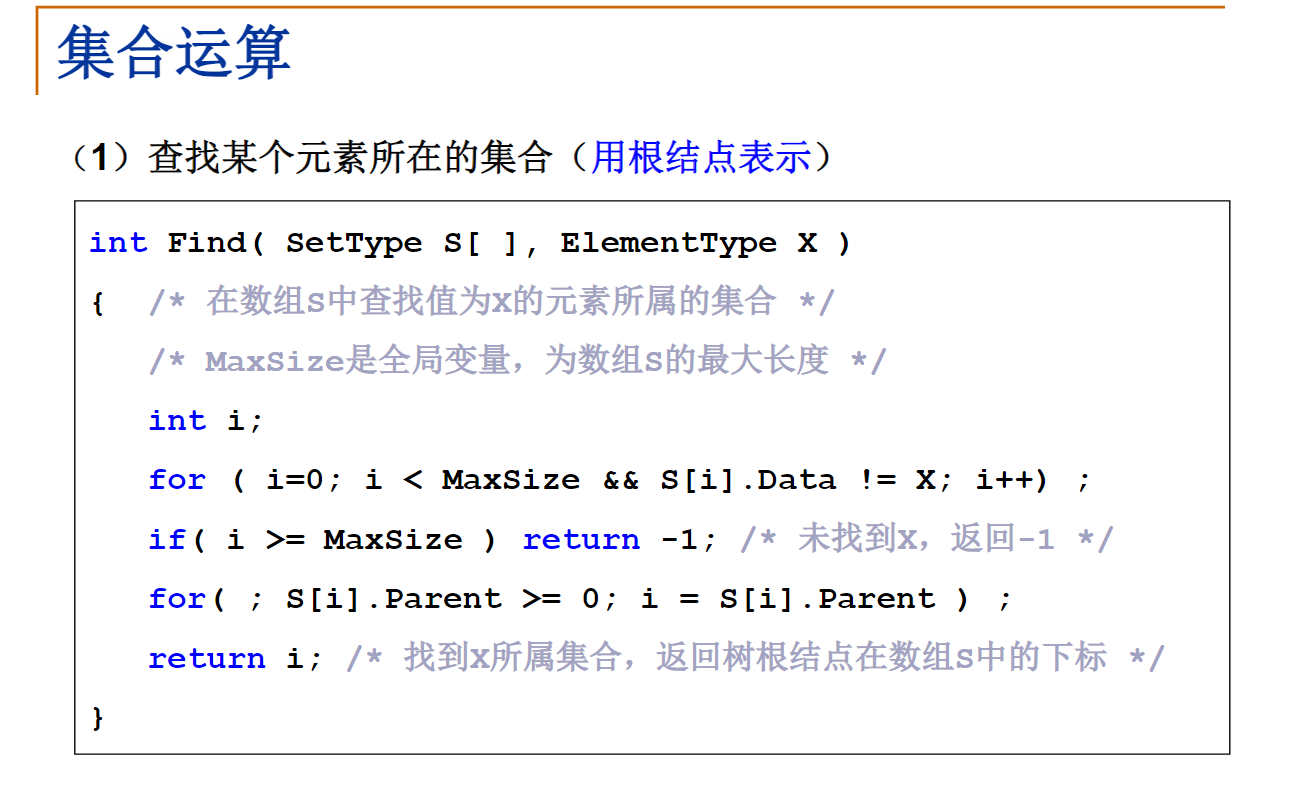 集合运算
（1）查找某个元素所在的集合（用根结点表示）
int Find( SetType S[ ], ElementType X )
{ /* 在数组S中查找值为X的元素所属的集合 */
/* MaxSize是全局变量，为数组S的最大长度 */
int i;
for ( i=0; i < MaxSize && S[i].Data != X; i++) ;
if( i >= MaxSize ) return -1; /* 未找到X，返回-1 */
for( ; S[i].Parent >= 0; i = S[i].Parent ) ;
return i; /* 找到X所属集合，返回树根结点在数组S中的下标 */
}